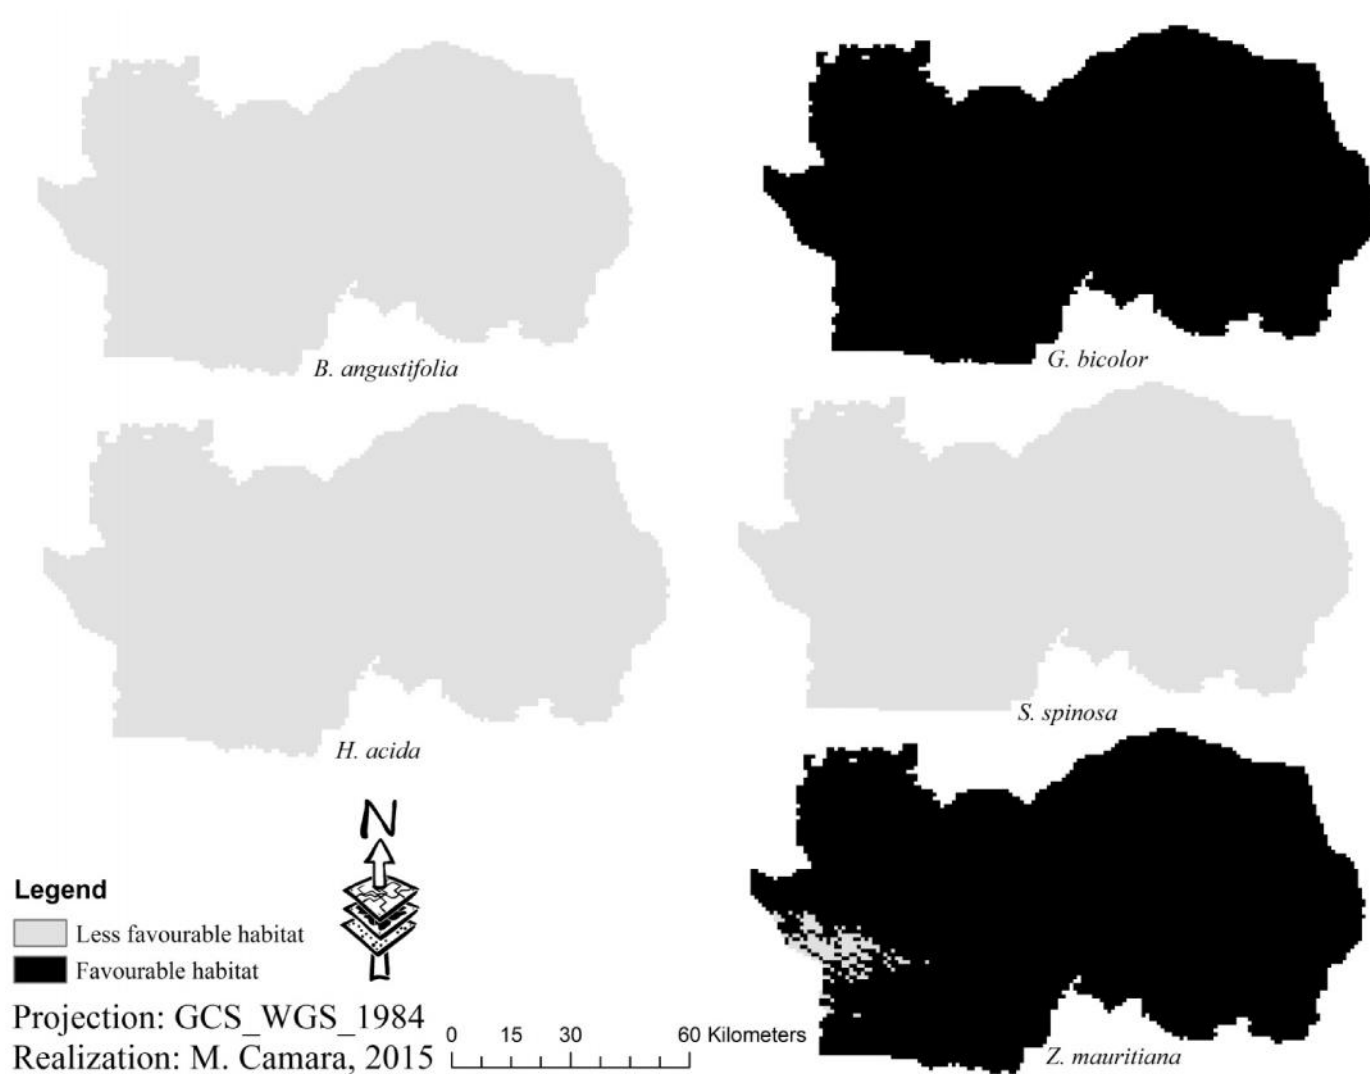 B. angustifolia
G. bicolor
H. acida
S. spinosa
N
Legend
Less favourable habitat
Favourable habitat
Projection: GCS_WGS_1984
Realization: M. Camara, 2015
0 15 30 60 Kilometers
Z. mauritiana